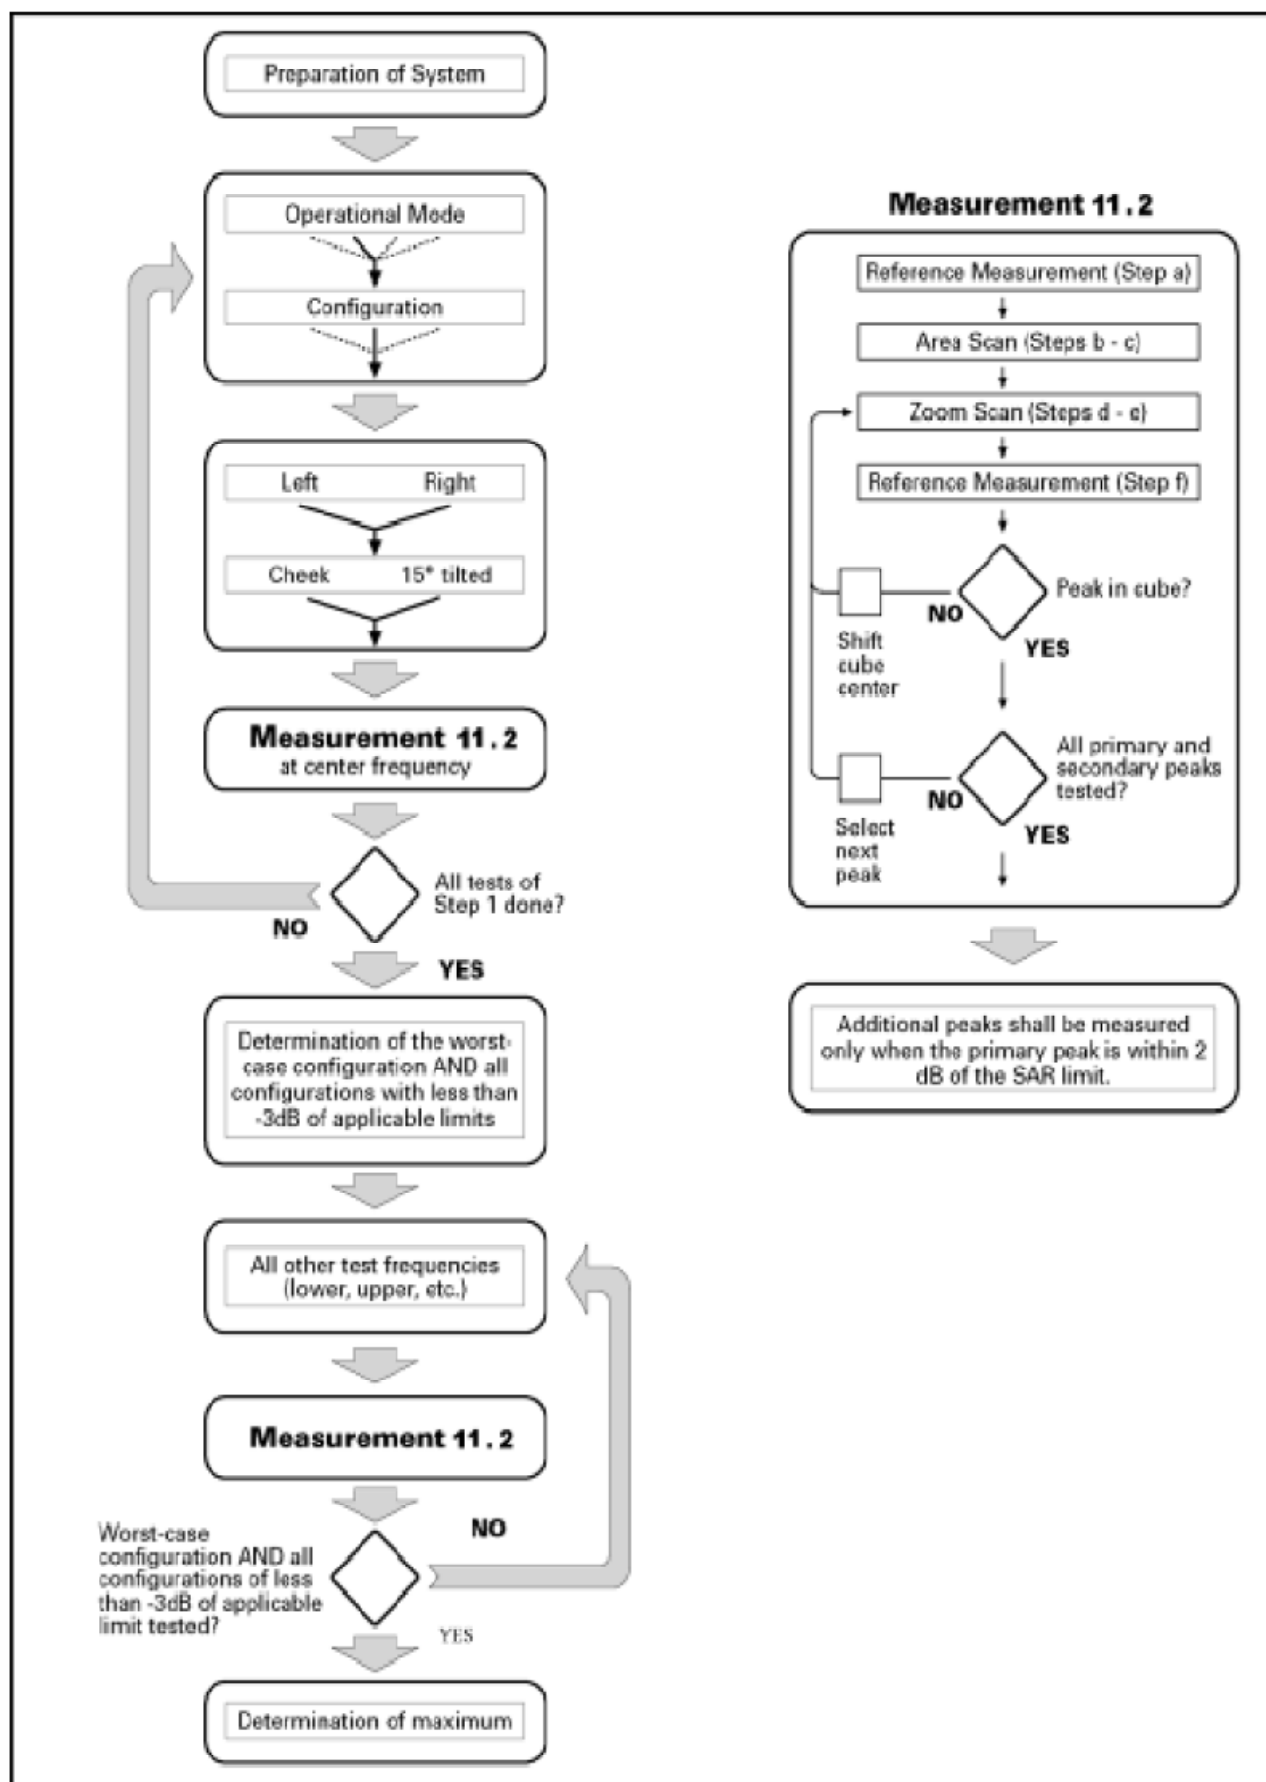 Preparation of System
Operational Mode
Configuration
Left Right
Cheek 15° tilted
Measurement 11.2
at center frequency
All tests of
Step 1 done?
NO
YES
Determination of the worst-
case configuration AND all
configurations with less than
-3dB of applicable limits
All other test frequencies
(lower, upper, etc.)
Measurement 11.2
NO
Worst-case
configuration AND all
configurations of less
than -3dB of applicable
limit tested?
YES
Determination of maximum
Measurement 11.2
Reference Measurement (Step a)
Area Scan (Steps b - c)
Zoom Scan (Steps d - e)
Reference Measurement (Step f)
Peak in cube?
NO
YES
Shift
cube
center
All primary and
secondary peaks
tested?
NO
YES
Select
next
peak
Additional peaks shall be measured
only when the primary peak is within 2
dB of the SAR limit.